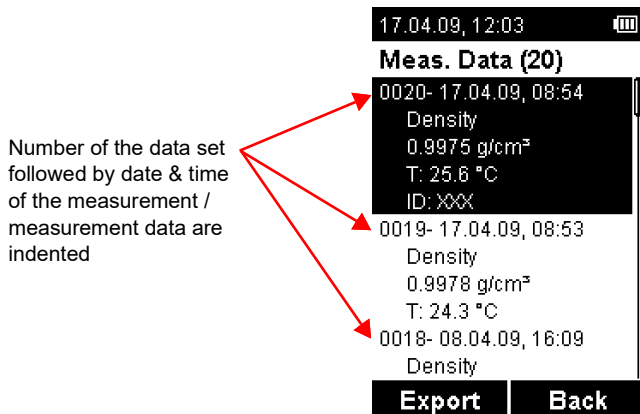 Number of the data set
followed by date & time
of the measurement /
measurement data are
indented
17.04.09, 12:03
Meas. Data (20)
0020- 17.04.09, 08:54
Density
0.9975 g/cm³
T: 25.6 °C
ID: XXX
0019- 17.04.09, 08:53
Density
0.9978 g/cm³
T: 24.3 °C
0018- 08.04.09, 16:09
Density
Export Back